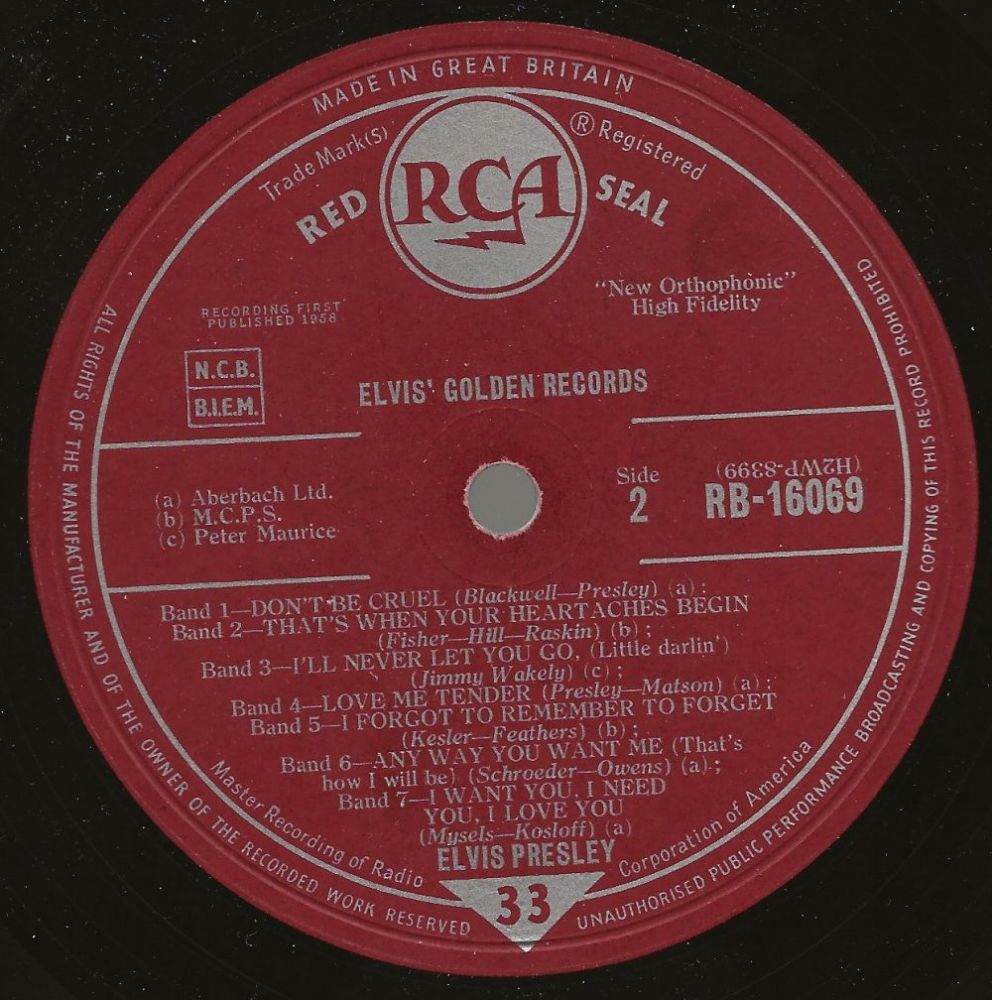 MADE IN GREAT BRITAIN
Trade Mark(s) ® Registered
RED RCA SEAL
"New Orthophonic"
High Fidelity
RECORDING FIRST
PUBLISHED 1958
N.C.B.
B.I.E.M.
ELVIS' GOLDEN RECORDS
(a) Aberbach Ltd.
(b) M.C.P.S.
(c) Peter Maurice
Side
2
(H2WP-8399)
RB-16069
Band 1—DON'T BE CRUEL (Blackwell—Presley) (a) ;
Band 2—THAT'S WHEN YOUR HEARTACHES BEGIN
(Fisher—Hill—Raskin) (b) ;
Band 3—I'LL NEVER LET YOU GO, (Little darlin')
(Jimmy Wakely) (c) ;
Band 4—LOVE ME TENDER (Presley—Matson) (a) ;
Band 5—I FORGOT TO REMEMBER TO FORGET
(Kesler—Feathers) (b) ;
Band 6—ANY WAY YOU WANT ME (That's
how I will be) (Schroeder—Owens) (a) ;
Band 7—I WANT YOU, I NEED
YOU, I LOVE YOU
(Mysels—Kosloff) (a)
ELVIS PRESLEY
33
Master Recording of Radio Corporation of America
ALL RIGHTS OF THE MANUFACTURER AND OF THE OWNER OF THE RECORDED WORK RESERVED
UNAUTHORISED PUBLIC PERFORMANCE BROADCASTING AND COPYING OF THIS RECORD PROHIBITED